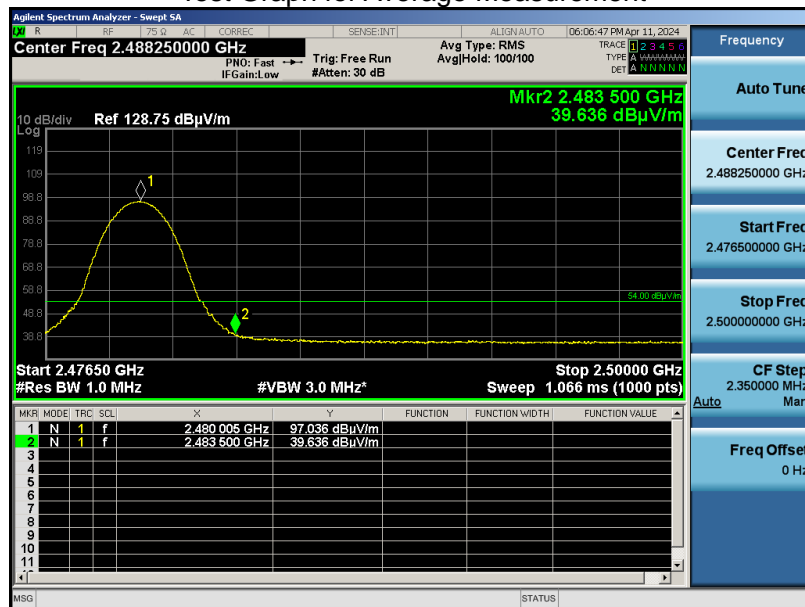 Test Graph for Average Measurement
Agilent Spectrum Analyzer - Swept SA
LXI R RF 75 Ω AC CORREC SENSE:INT ALIGN AUTO 06:06:47 PM Apr 11, 2024
Center Freq 2.488250000 GHz
PNO: Fast
IFGain:Low
Trig: Free Run
#Atten: 30 dB
Avg Type: RMS
Avg|Hold: 100/100
TRACE 1 2 3 4 5 6
TYPE A WWWWW
DET A N N N N N
Mkr2 2.483 500 GHz
39.636 dBµV/m
10 dB/div Ref 128.75 dBµV/m
Log
119
109
98.8
88.8
78.8
68.8
58.8
48.8
38.8
1
2
54.00 dBµV/m
Start 2.47650 GHz Stop 2.50000 GHz
#Res BW 1.0 MHz #VBW 3.0 MHz* Sweep 1.066 ms (1000 pts)
MKR MODE TRC SCL X Y FUNCTION FUNCTION WIDTH FUNCTION VALUE
1 N 1 f 2.480 005 GHz 97.036 dBµV/m
2 N 1 f 2.483 500 GHz 39.636 dBµV/m
3
4
5
6
7
8
9
10
11
MSG STATUS
Frequency
Auto Tune
Center Freq
2.488250000 GHz
Start Freq
2.476500000 GHz
Stop Freq
2.500000000 GHz
CF Step
2.350000 MHz
Auto Man
Freq Offset
0 Hz